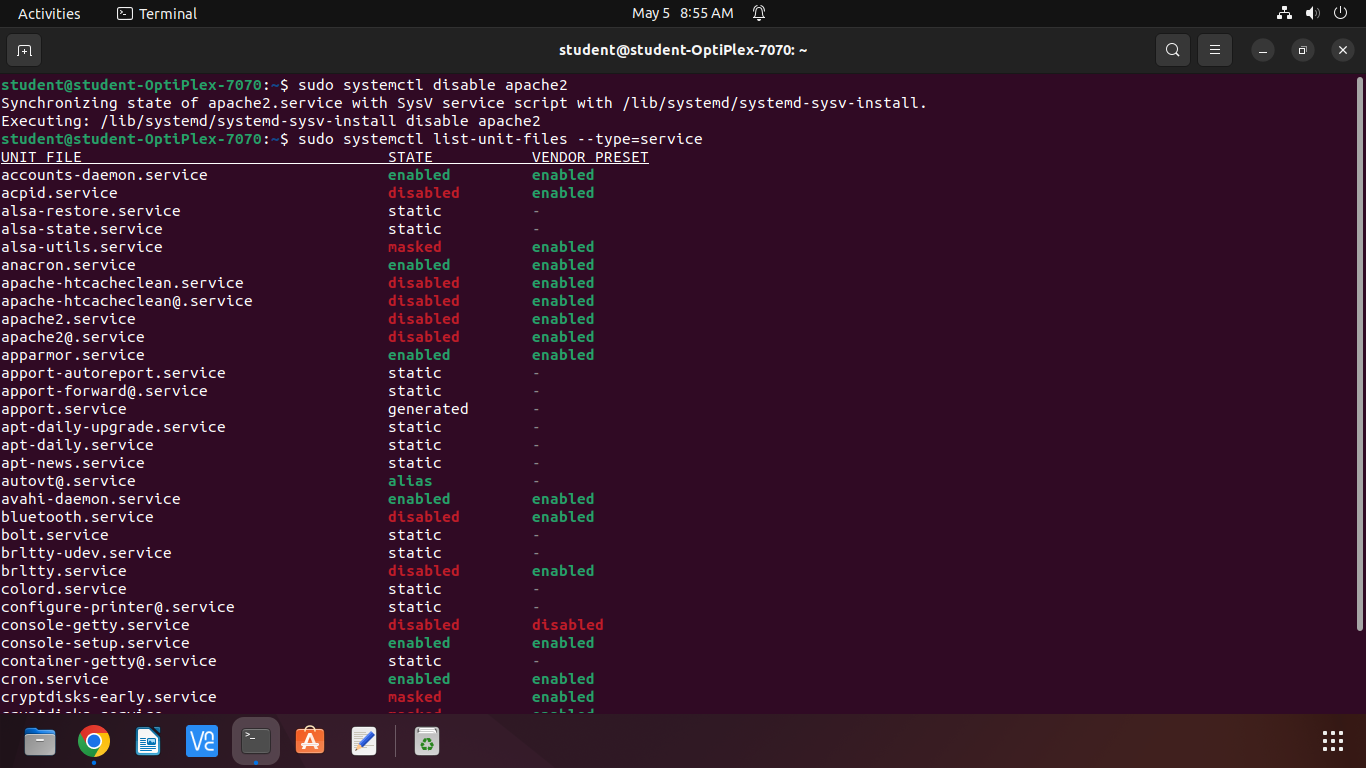 Activities Terminal May 5 8:55 AM
student@student-OptiPlex-7070: ~
student@student-OptiPlex-7070:~$ sudo systemctl disable apache2
Synchronizing state of apache2.service with SysV service script with /lib/systemd/systemd-sysv-install.
Executing: /lib/systemd/systemd-sysv-install disable apache2
student@student-OptiPlex-7070:~$ sudo systemctl list-unit-files --type=service
UNIT FILE STATE VENDOR PRESET
accounts-daemon.service enabled enabled
acpid.service disabled enabled
alsa-restore.service static -
alsa-state.service static -
alsa-utils.service masked enabled
anacron.service enabled enabled
apache-htcacheclean.service disabled enabled
apache-htcacheclean@.service disabled enabled
apache2.service disabled enabled
apache2@.service disabled enabled
apparmor.service enabled enabled
apport-autoreport.service static -
apport-forward@.service static -
apport.service generated -
apt-daily-upgrade.service static -
apt-daily.service static -
apt-news.service static -
autovt@.service alias -
avahi-daemon.service enabled enabled
bluetooth.service disabled enabled
bolt.service static -
brltty-udev.service static -
brltty.service disabled enabled
colord.service static -
configure-printer@.service static -
console-getty.service disabled disabled
console-setup.service enabled enabled
container-getty@.service static -
cron.service enabled enabled
cryptdisks-early.service masked enabled